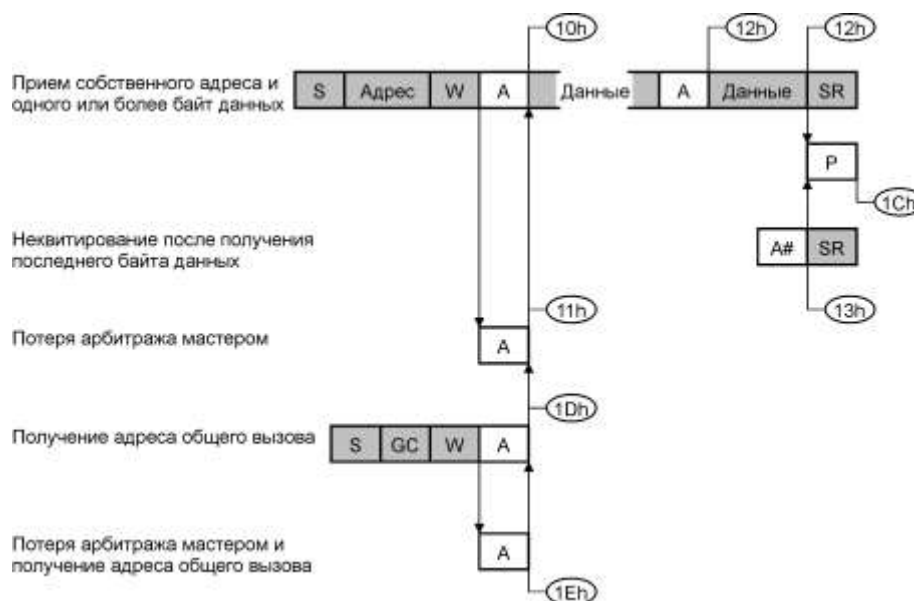 10h 12h 12h
Прием собственного адреса и
одного или более байт данных
S Адрес W A Данные A Данные SR
P
1Ch
Неквитирование после получения
последнего байта данных
A# SR
11h 13h
Потеря арбитража мастером
A
1Dh
Получение адреса общего вызова
S GC W A
Потеря арбитража мастером и
получение адреса общего вызова
A
1Eh